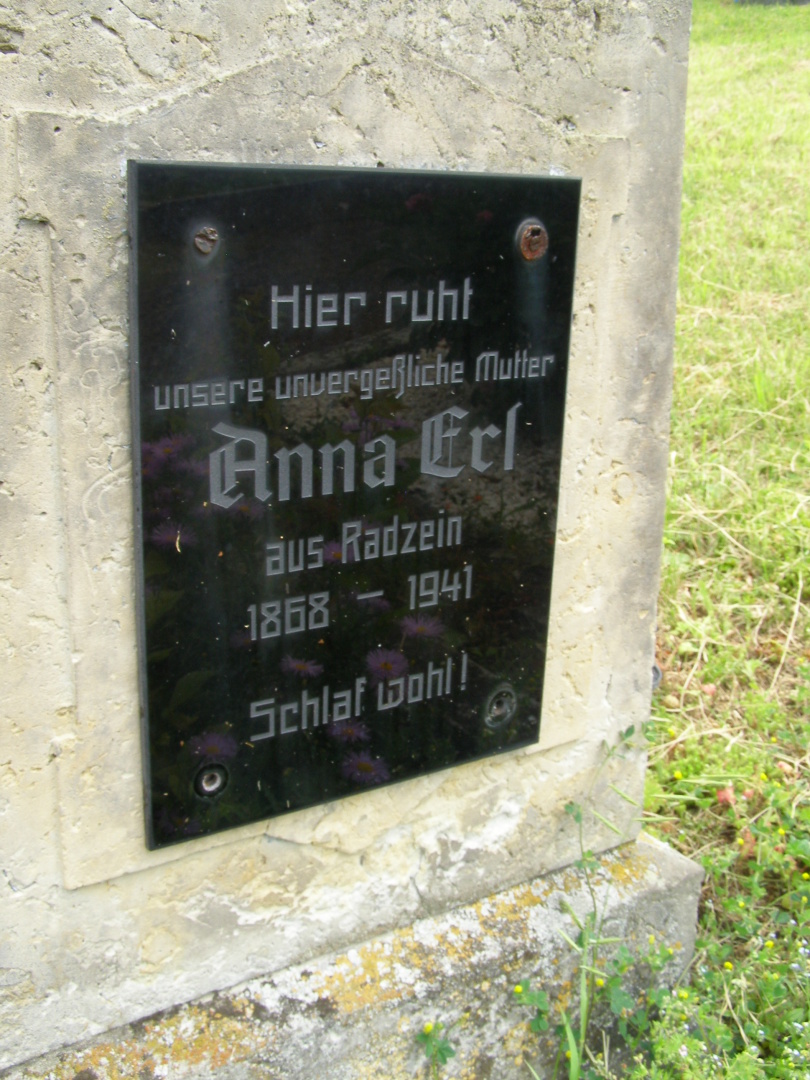 Hier ruht
unsere unvergeßliche Mutter
Anna Erl
aus Radzein
1868 – 1941
Schlaf wohl!